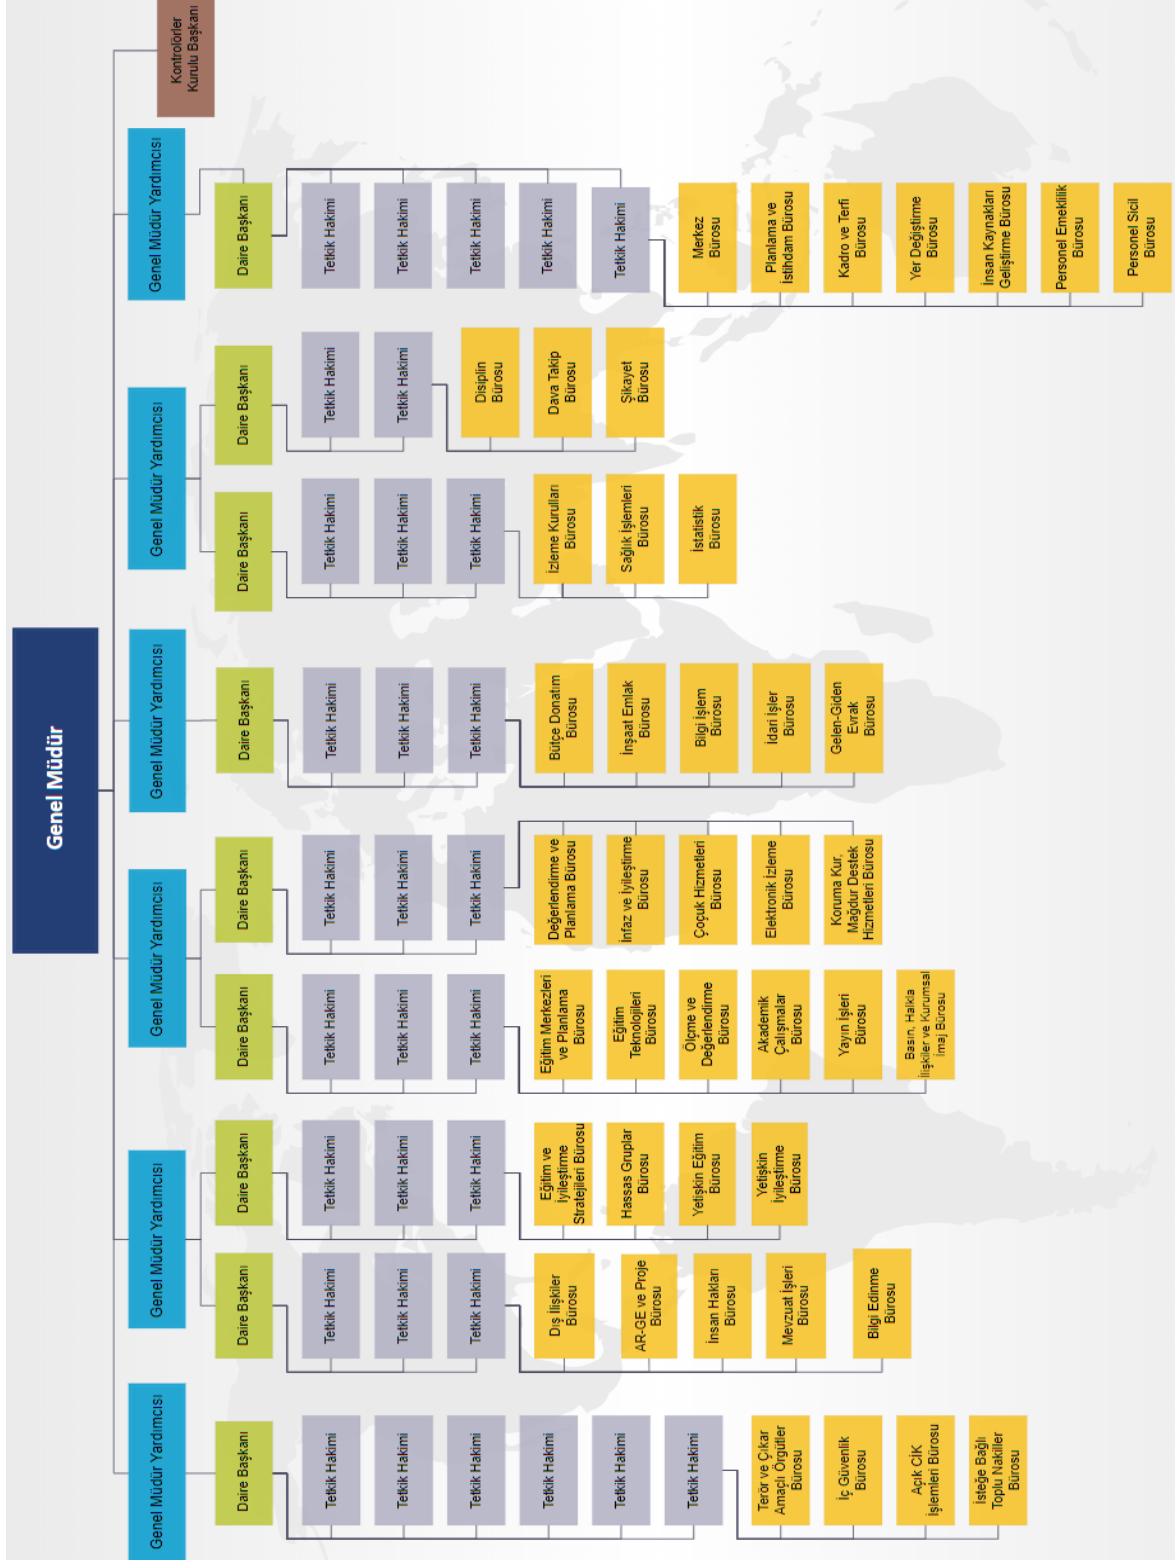 Genel Müdür
Genel Müdür Yardımcısı
Daire Başkanı
Tetkik Hakimi
Tetkik Hakimi
Tetkik Hakimi
Tetkik Hakimi
Tetkik Hakimi
Tetkik Hakimi
Terör ve Çıkar
Amaçlı Örgütler
Bürosu
İç Güvenlik
Bürosu
Açık CİK
İşlemleri Bürosu
İsteğe Bağlı
Toplu Nakiller
Bürosu
Genel Müdür Yardımcısı
Daire Başkanı
Tetkik Hakimi
Tetkik Hakimi
Tetkik Hakimi
Dış İlişkiler
Bürosu
AR-GE ve Proje
Bürosu
İnsan Hakları
Bürosu
Mevzuat İşleri
Bürosu
Bilgi Edinme
Bürosu
Daire Başkanı
Tetkik Hakimi
Tetkik Hakimi
Tetkik Hakimi
Eğitim ve
İyileştirme
Stratejileri Bürosu
Hassas Gruplar
Bürosu
Yetişkin Eğitim
Bürosu
Yetişkin
İyileştirme
Bürosu
Genel Müdür Yardımcısı
Daire Başkanı
Tetkik Hakimi
Tetkik Hakimi
Tetkik Hakimi
Eğitim Merkezleri
ve Planlama
Bürosu
Eğitim
Teknolojileri
Bürosu
Ölçme ve
Değerlendirme
Bürosu
Akademik
Çalışmalar
Bürosu
Yayın İşleri
Bürosu
Basın, Halkla
İlişkiler ve Kurumsal
İmaj Bürosu
Daire Başkanı
Tetkik Hakimi
Tetkik Hakimi
Tetkik Hakimi
Değerlendirme ve
Planlama Bürosu
İnfaz ve İyileştirme
Bürosu
Çoçuk Hizmetleri
Bürosu
Elektronik İzleme
Bürosu
Koruma Kur,
Mağdur Destek
Hizmetleri Bürosu
Genel Müdür Yardımcısı
Daire Başkanı
Tetkik Hakimi
Tetkik Hakimi
Tetkik Hakimi
Bütçe Donatım
Bürosu
İnşaat Emlak
Bürosu
Bilgi İşlem
Bürosu
İdari İşler
Bürosu
Gelen-Giden
Evrak
Bürosu
Genel Müdür Yardımcısı
Daire Başkanı
Tetkik Hakimi
Tetkik Hakimi
Tetkik Hakimi
İzleme Kurulları
Bürosu
Sağlık İşlemleri
Bürosu
İstatistik
Bürosu
Daire Başkanı
Tetkik Hakimi
Tetkik Hakimi
Disiplin
Bürosu
Dava Takip
Bürosu
Şikayet
Bürosu
Genel Müdür Yardımcısı
Daire Başkanı
Tetkik Hakimi
Tetkik Hakimi
Tetkik Hakimi
Tetkik Hakimi
Tetkik Hakimi
Merkez
Bürosu
Planlama ve
İstihdam Bürosu
Kadro ve Terfi
Bürosu
Yer Değiştirme
Bürosu
İnsan Kaynakları
Geliştirme Bürosu
Personel Emeklilik
Bürosu
Personel Sicil
Bürosu
Kontrolörler
Kurulu Başkanı